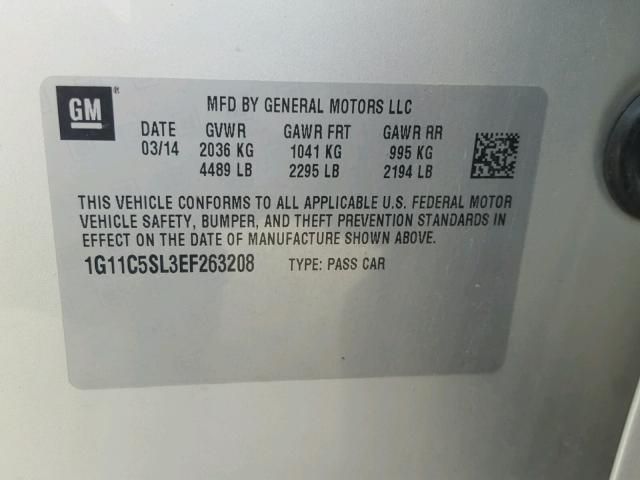 GM
MFD BY GENERAL MOTORS LLC
DATE GVWR GAWR FRT GAWR RR
03/14 2036 KG 1041 KG 995 KG
4489 LB 2295 LB 2194 LB
THIS VEHICLE CONFORMS TO ALL APPLICABLE U.S. FEDERAL MOTOR
VEHICLE SAFETY, BUMPER, AND THEFT PREVENTION STANDARDS IN
EFFECT ON THE DATE OF MANUFACTURE SHOWN ABOVE.
1G11C5SL3EF263208 TYPE: PASS CAR